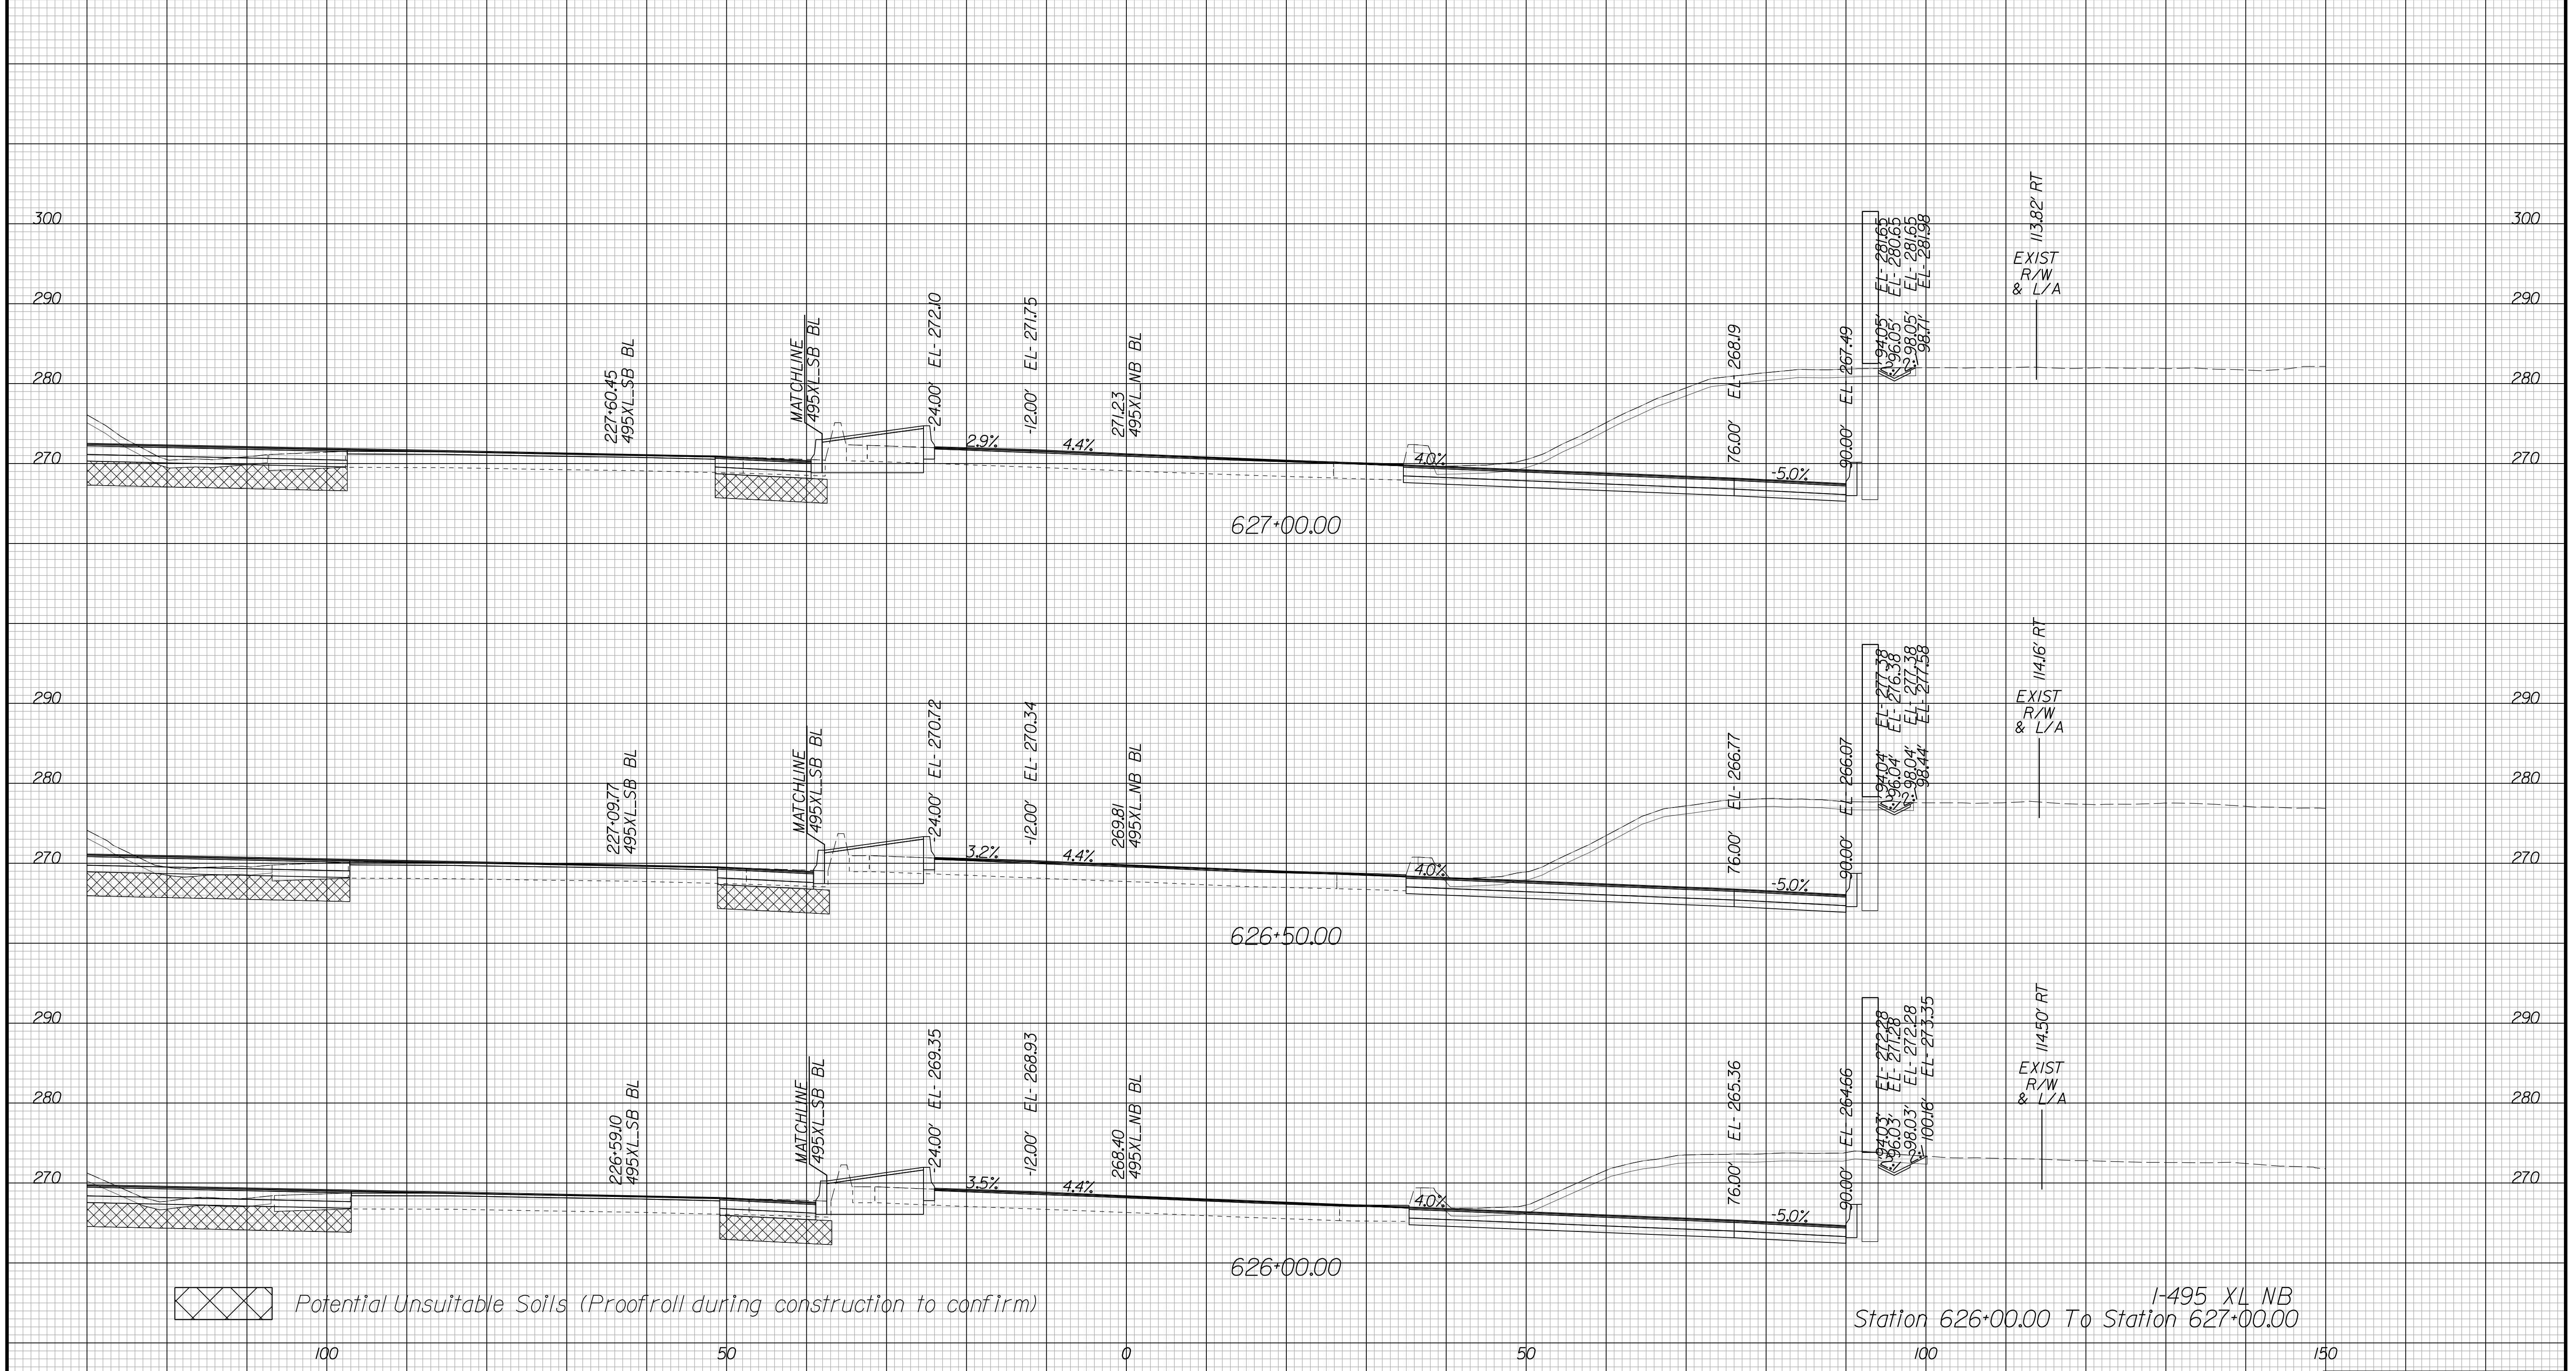 300
290
280
270
227+60.45
495XL_SB BL
MATCHLINE
495XL_SB BL
-24.00' EL- 272.10
-12.00' EL- 271.75
271.23
495XL_NB BL
76.00' EL- 268.19
90.00' EL- 267.49
94.05' EL- 281.65
96.05' EL- 280.65
98.05' EL- 281.65
98.71' EL- 281.98
113.82' RT
EXIST
R/W
& L/A
2.9%
4.4%
4.0%
-5.0%
300
290
280
270
627+00.00
290
280
270
227+09.77
495XL_SB BL
MATCHLINE
495XL_SB BL
-24.00' EL- 270.72
-12.00' EL- 270.34
269.81
495XL_NB BL
76.00' EL- 266.77
90.00' EL- 266.07
94.04' EL- 277.38
96.04' EL- 276.38
98.04' EL- 277.38
98.44' EL- 277.58
114.16' RT
EXIST
R/W
& L/A
3.2%
4.4%
4.0%
-5.0%
290
280
270
626+50.00
290
280
270
226+59.10
495XL_SB BL
MATCHLINE
495XL_SB BL
-24.00' EL- 269.35
-12.00' EL- 268.93
268.40
495XL_NB BL
76.00' EL- 265.36
90.00' EL- 264.66
94.03' EL- 272.28
96.03' EL- 271.28
98.03' EL- 272.28
100.16' EL- 273.35
114.50' RT
EXIST
R/W
& L/A
3.5%
4.4%
4.0%
-5.0%
290
280
270
626+00.00
Potential Unsuitable Soils (Proofroll during construction to confirm)
I-495 XL NB
Station 626+00.00 To Station 627+00.00
100 50 0 50 100 150